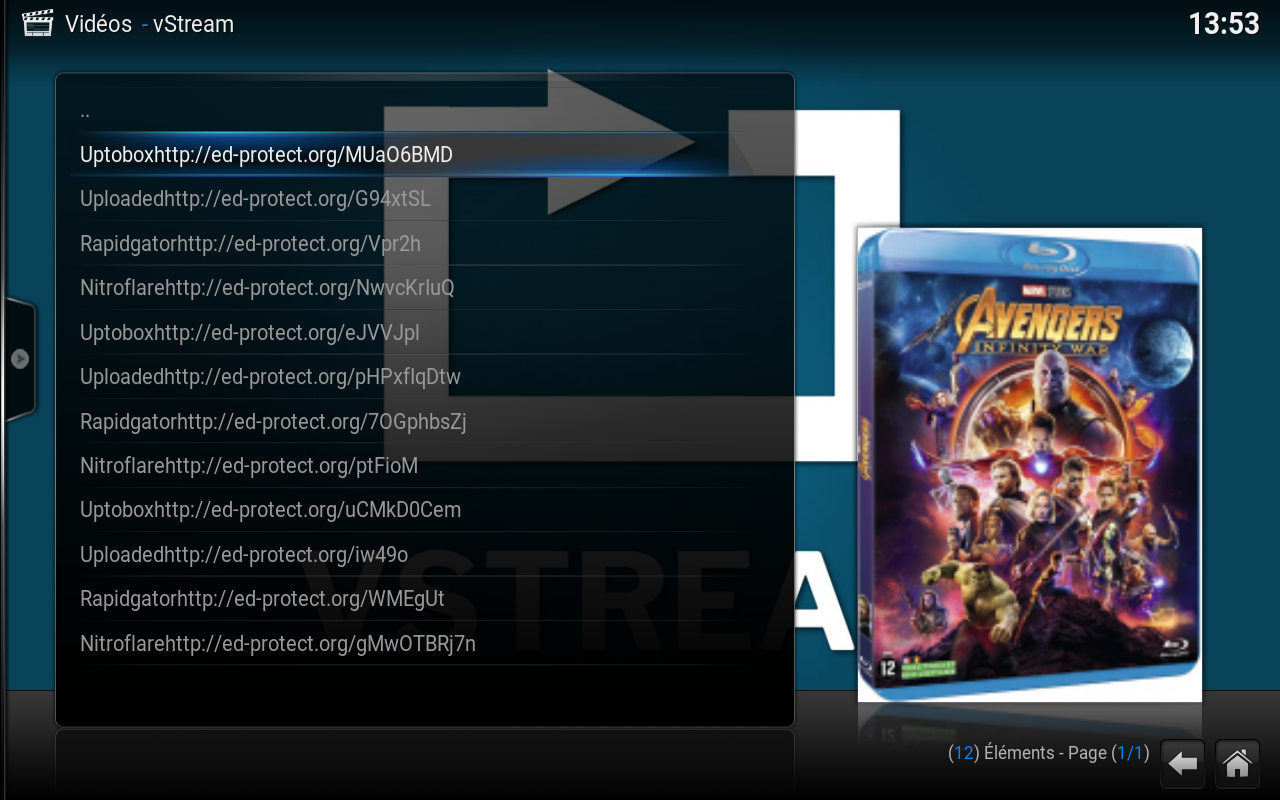 Vidéos - vStream
13:53
..
Uptoboxhttp://ed-protect.org/MUaO6BMD
Uploadedhttp://ed-protect.org/G94xtSL
Rapidgatorhttp://ed-protect.org/Vpr2h
Nitroflarehttp://ed-protect.org/NwvcKrIuQ
Uptoboxhttp://ed-protect.org/eJVVJpI
Uploadedhttp://ed-protect.org/pHPxfIqDtw
Rapidgatorhttp://ed-protect.org/7OGphbsZj
Nitroflarehttp://ed-protect.org/ptFioM
Uptoboxhttp://ed-protect.org/uCMkD0Cem
Uploadedhttp://ed-protect.org/iw49o
Rapidgatorhttp://ed-protect.org/WMEgUt
Nitroflarehttp://ed-protect.org/gMwOTBRj7n
VSTREA
Blu-ray Disc
MARVEL STUDIOS
AVENGERS
INFINITY WAR
12
(12) Éléments - Page (1/1)